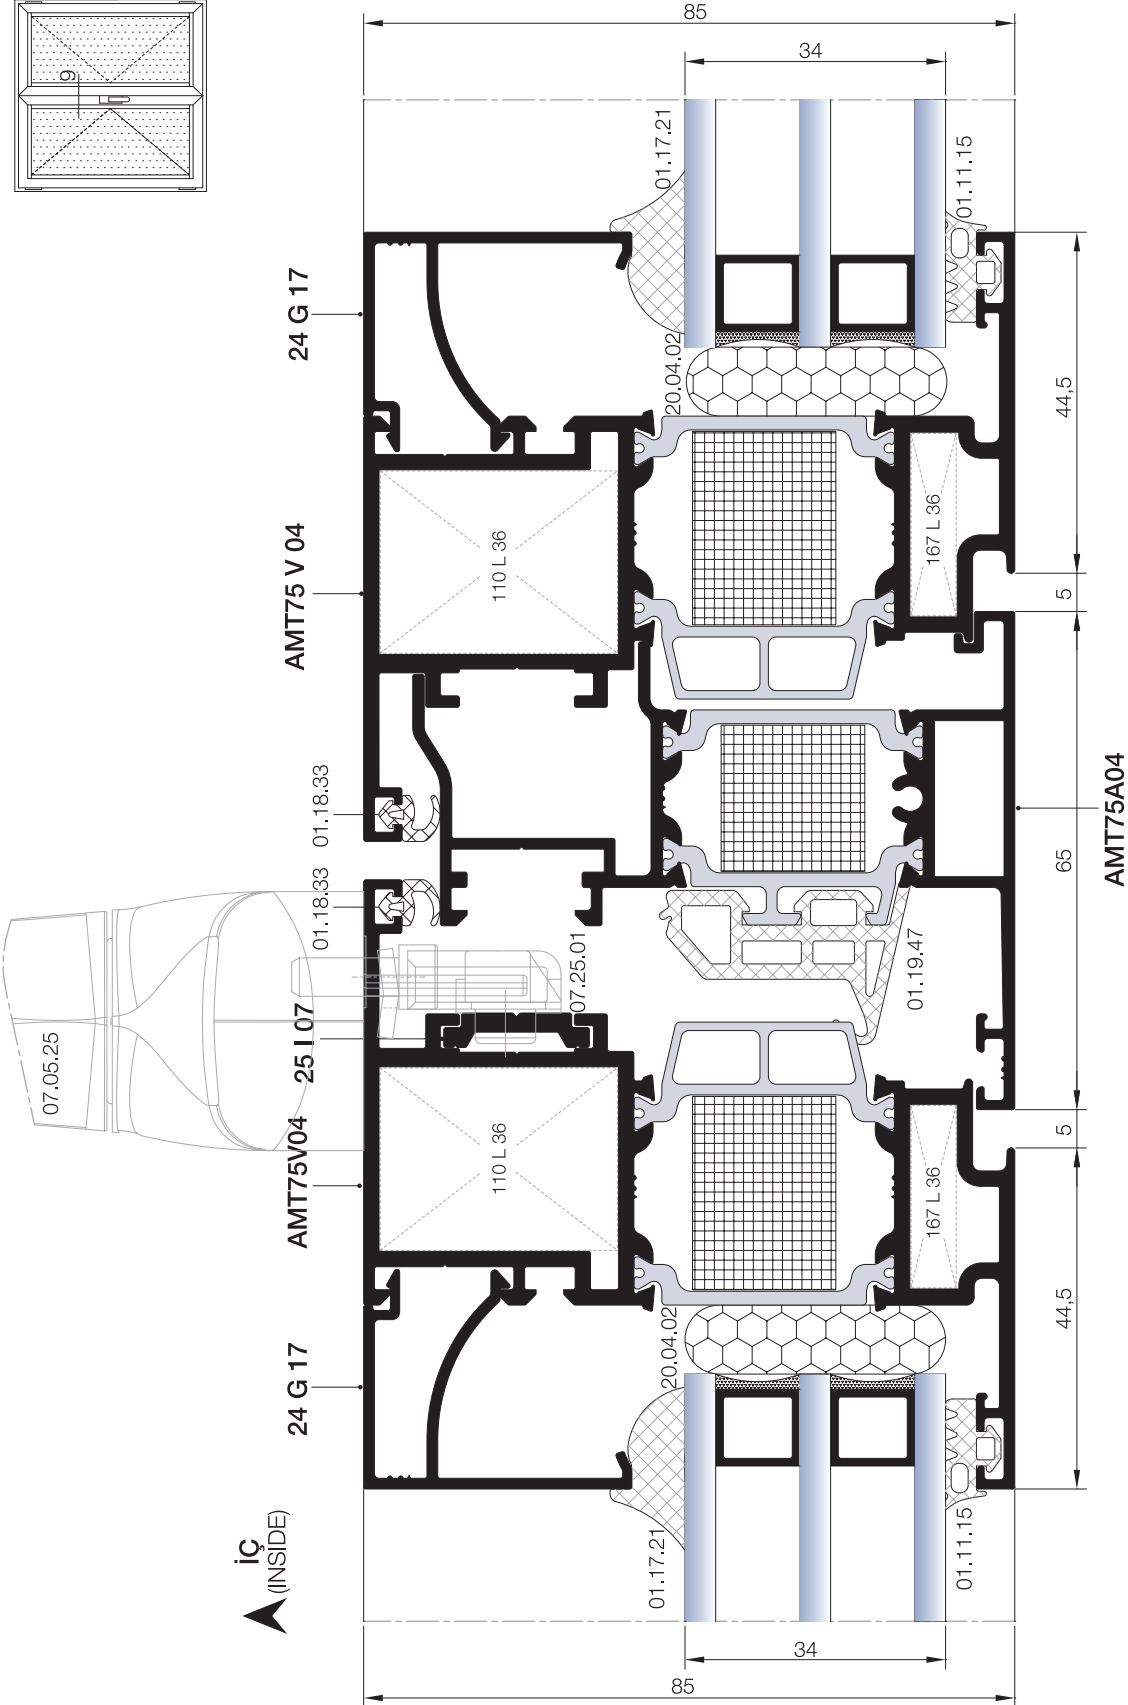 85
34
9
01.17.21
01.11.15
24 G 17
20.04.02
44,5
AMT75 V 04
110 L 36
167 L 36
5
01.18.33
65
AMT75A04
01.18.33
07.25.01
01.19.47
07.05.25
25 I 07
AMT75V04
110 L 36
167 L 36
5
24 G 17
20.04.02
44,5
İÇ
(INSIDE)
01.17.21
01.11.15
34
85